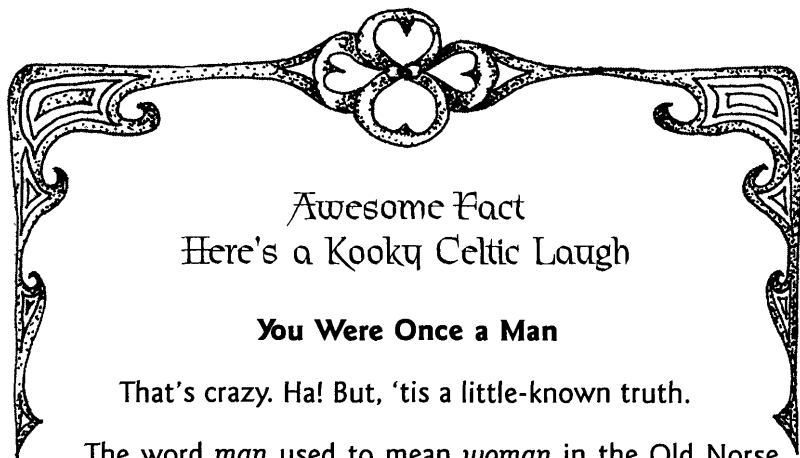 Awesome Fact
Here's a Kooky Celtic Laugh
You Were Once a Man
That's crazy. Ha! But, ‘tis a little-known truth.
The word man used to mean woman in the Old Norse